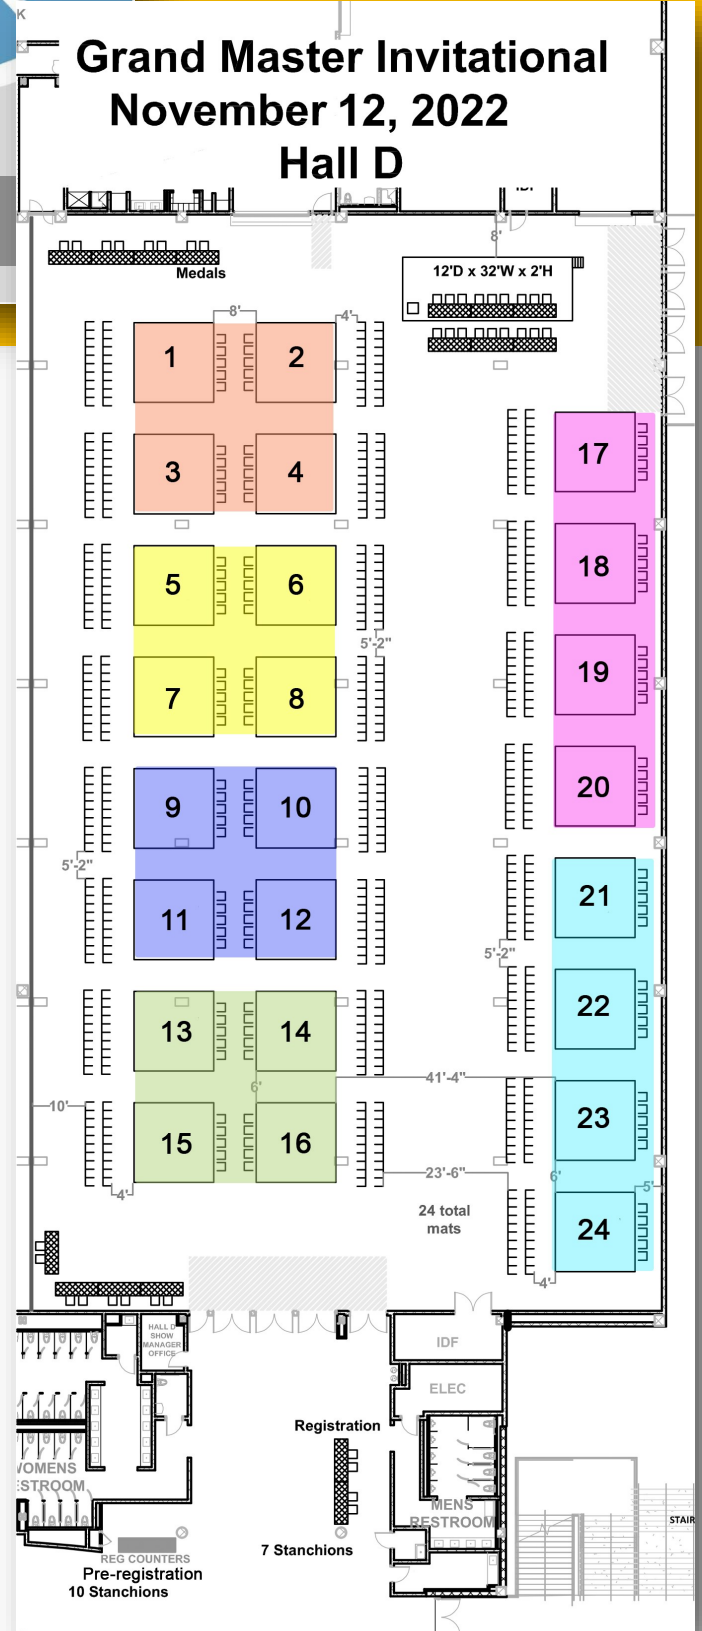 K
Grand Master Invitational
November 12, 2022
Hall D
8'
Medals
12'D x 32'W x 2'H
8'
4'
1
2
3
4
17
5
6
18
5'-2"
7
8
19
20
9
10
5'-2"
11
12
21
5'-2"
22
13
14
41'-4"
6'
10'
23
15
16
23'-6"
6'
5'
4'
24 total
mats
24
4'
HALL D
SHOW
MANAGER
OFFICE
IDF
ELEC
Registration
WOMENS
RESTROOM
MENS
RESTROOM
STAIR
7 Stanchions
REG COUNTERS
Pre-registration
10 Stanchions